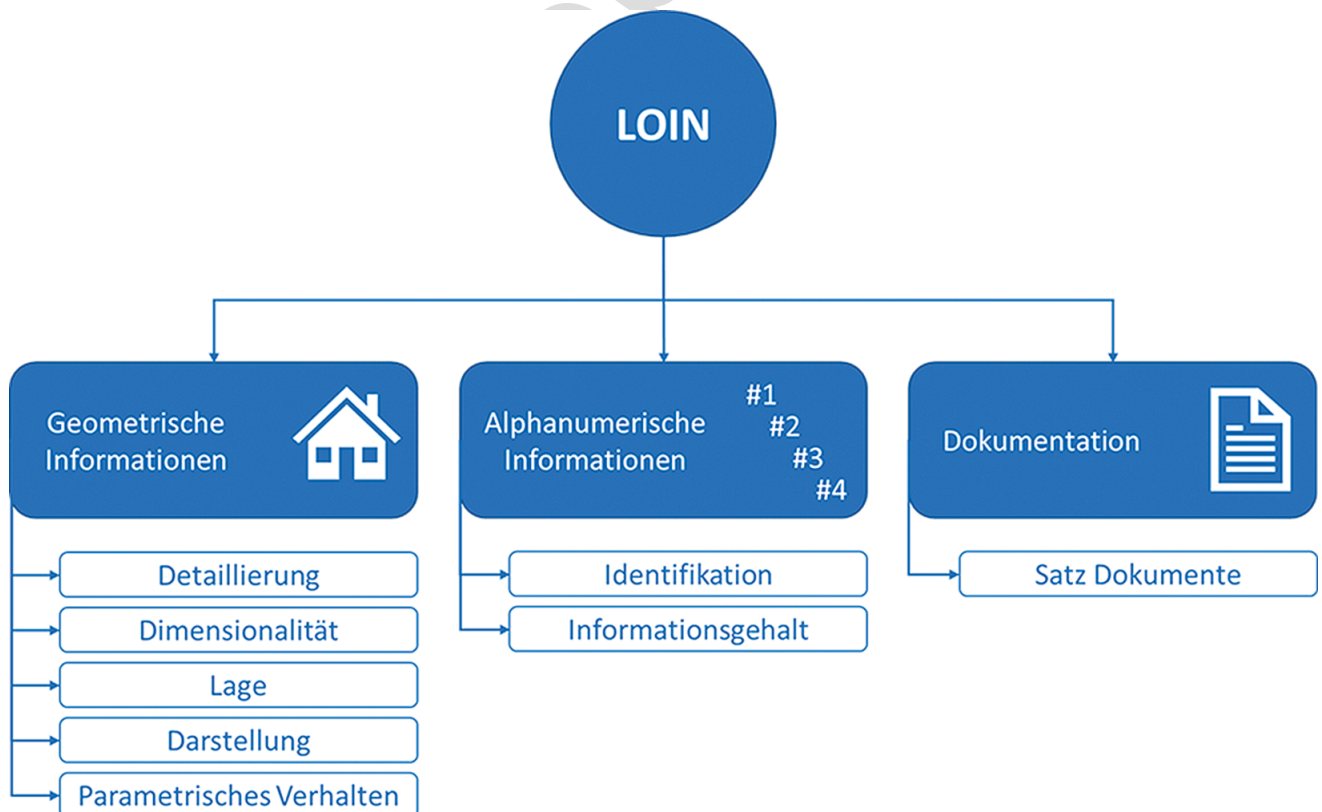 LOIN
Geometrische
Informationen
Alphanumerische
Informationen
#1
#2
#3
#4
Dokumentation
Detaillierung
Dimensionalität
Lage
Darstellung
Parametrisches Verhalten
Identifikation
Informationsgehalt
Satz Dokumente